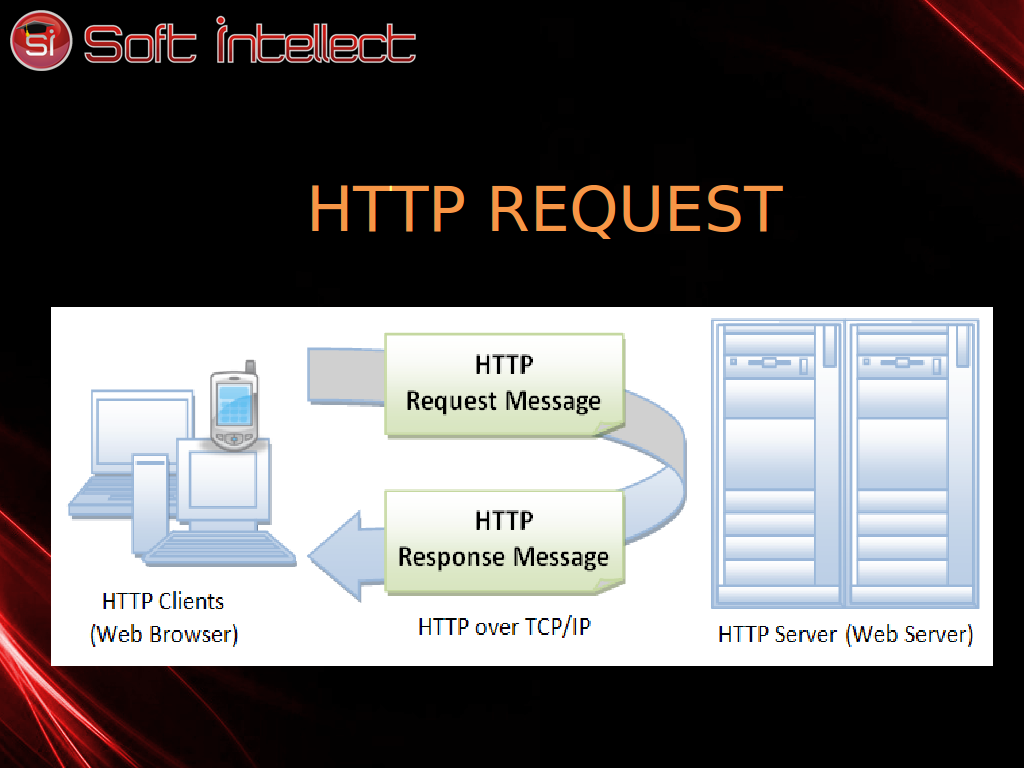 Si Soft intellect
HTTP REQUEST
HTTP
Request Message
HTTP
Response Message
HTTP Clients
(Web Browser)
HTTP over TCP/IP
HTTP Server (Web Server)